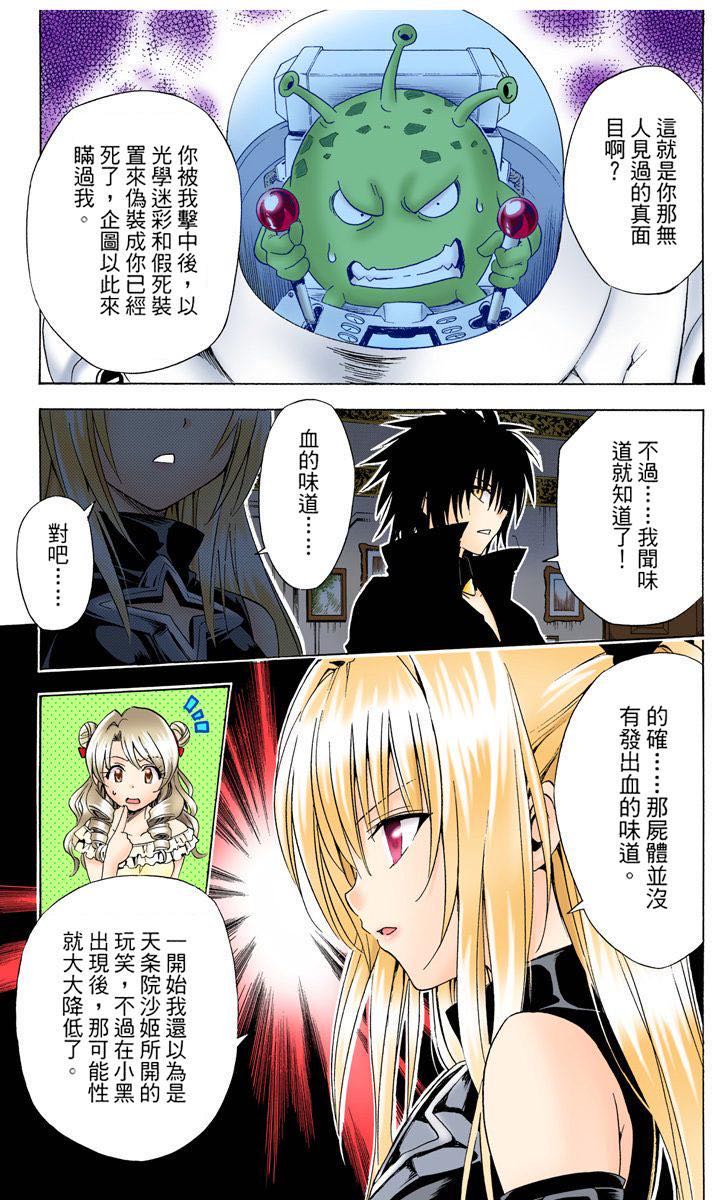 這就是你那無
人見過的真面
目啊？
你被我擊中後，以
光學迷彩和假死裝
置來偽裝成你已經
死了，企圖以此來
瞞過我。
不過……我聞味
道就知道了！
血的味道……
對吧……
的確……那屍體並沒
有發出血的味道。
一開始我還以為是
天条院沙姬所開的
玩笑，不過在小黑
出現後，那可能性
就大大降低了。